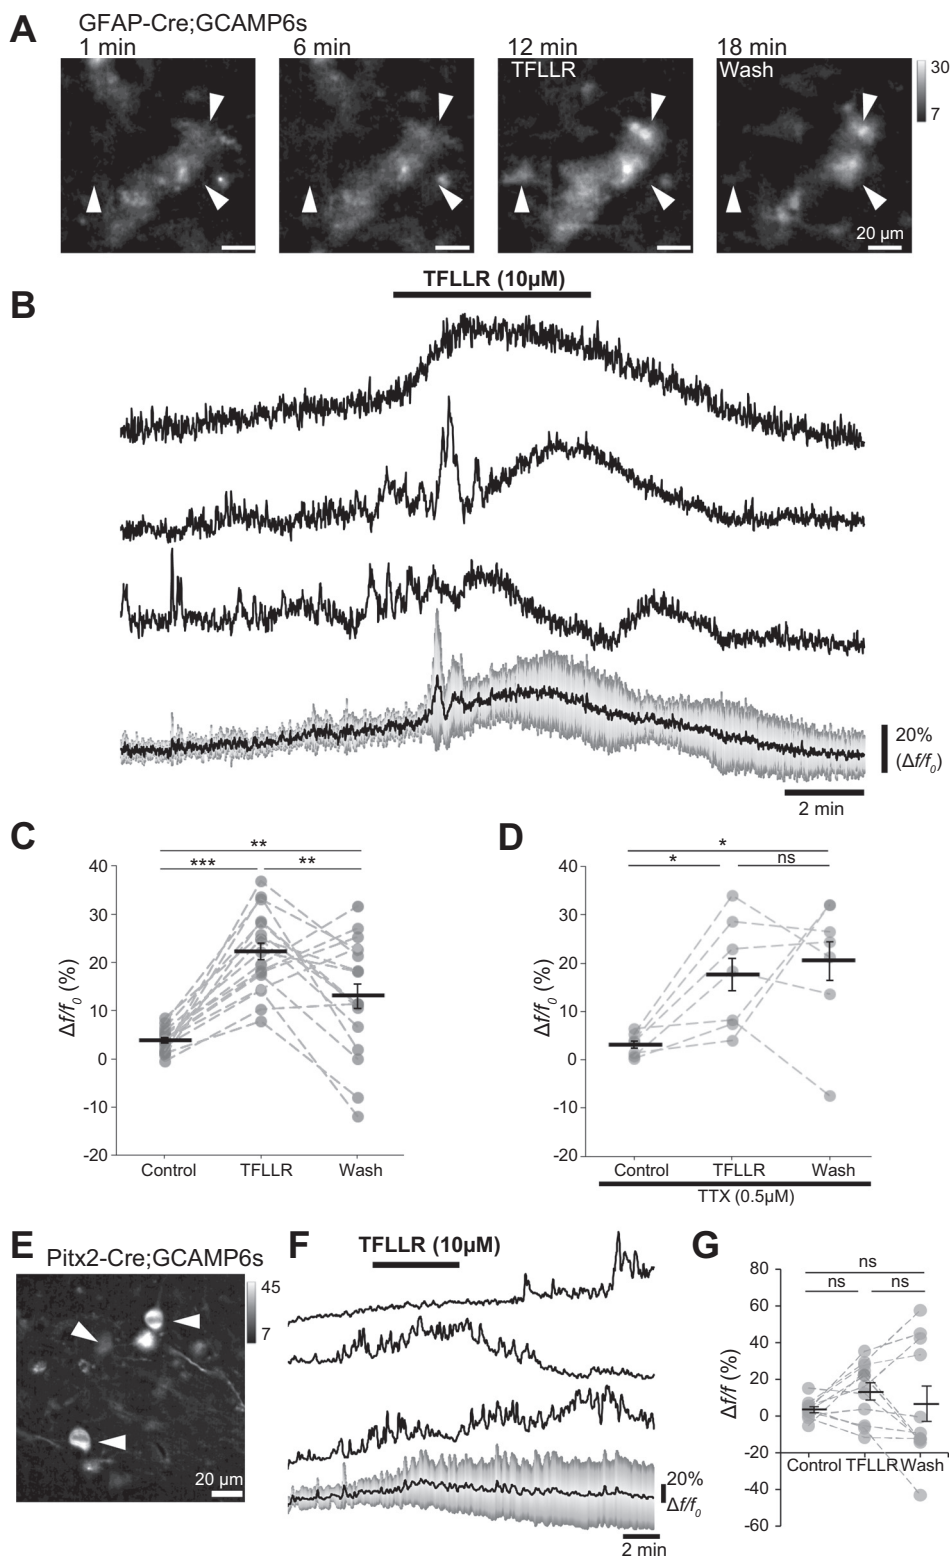 A
GFAP-Cre;GCAMP6s
1 min 6 min 12 min 18 min
TFLLR Wash
30
7
20 µm
TFLLR (10µM)
B
20%
(Δf/f0)
2 min
C
**
*** **
40
30
20
10
0
-10
-20
Δf/f0 (%)
Control TFLLR Wash
D
*
* ns
40
30
20
10
0
-10
-20
Δf/f0 (%)
Control TFLLR Wash
TTX (0.5µM)
E
Pitx2-Cre;GCAMP6s
45
7
20 µm
F
TFLLR (10µM)
20%
Δf/f0
2 min
G
ns
ns ns
80
60
40
20
0
-20
-40
-60
Δf/f (%)
Control TFLLR Wash